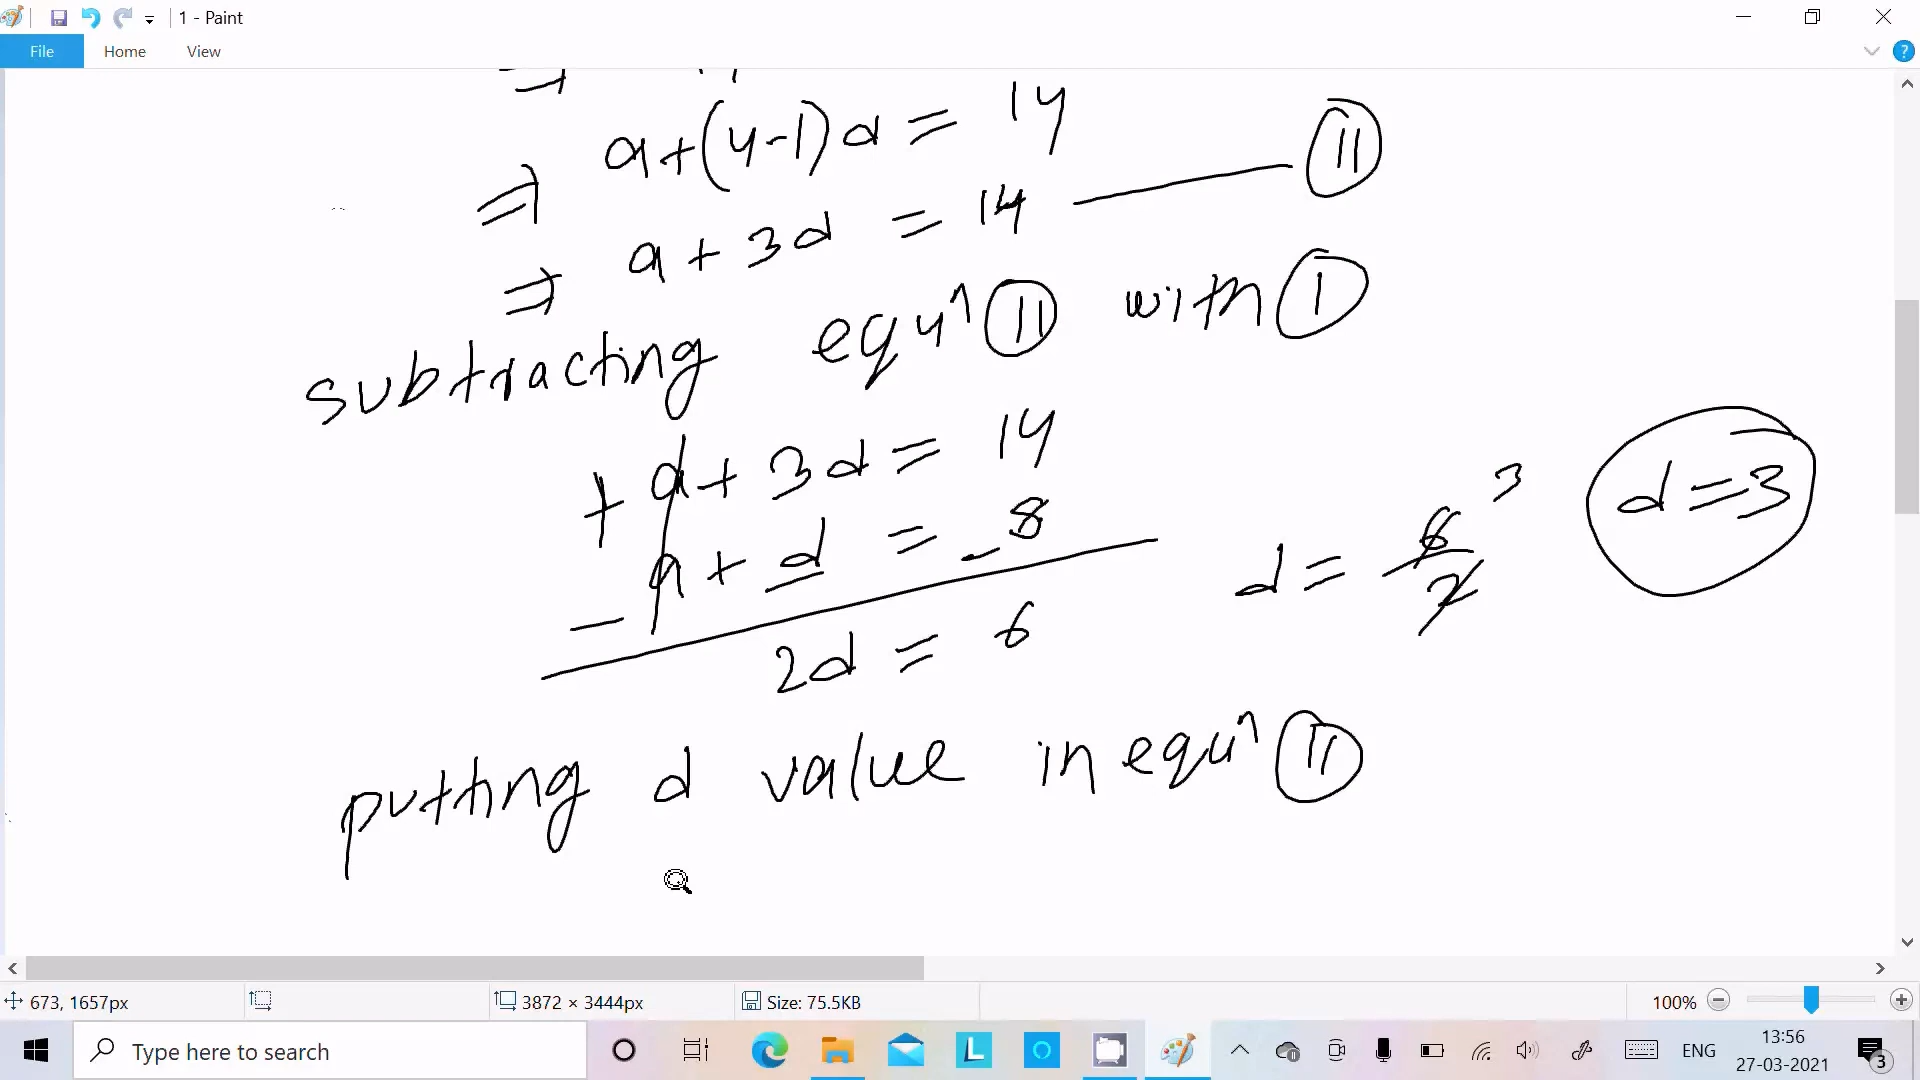 1 - Paint
File Home View
⇒ a+(4-1)d = 14
⇒ a + 3d = 14 —— II
subtracting equⁿ II with I
+ a + 3d = 14
- a + d = - 8
2d = 6
d = 6/2 3
d = 3
putting d value in equⁿ II
673, 1657px 3872 × 3444px Size: 75.5KB 100%
Type here to search
ENG
13:56
27-03-2021
3